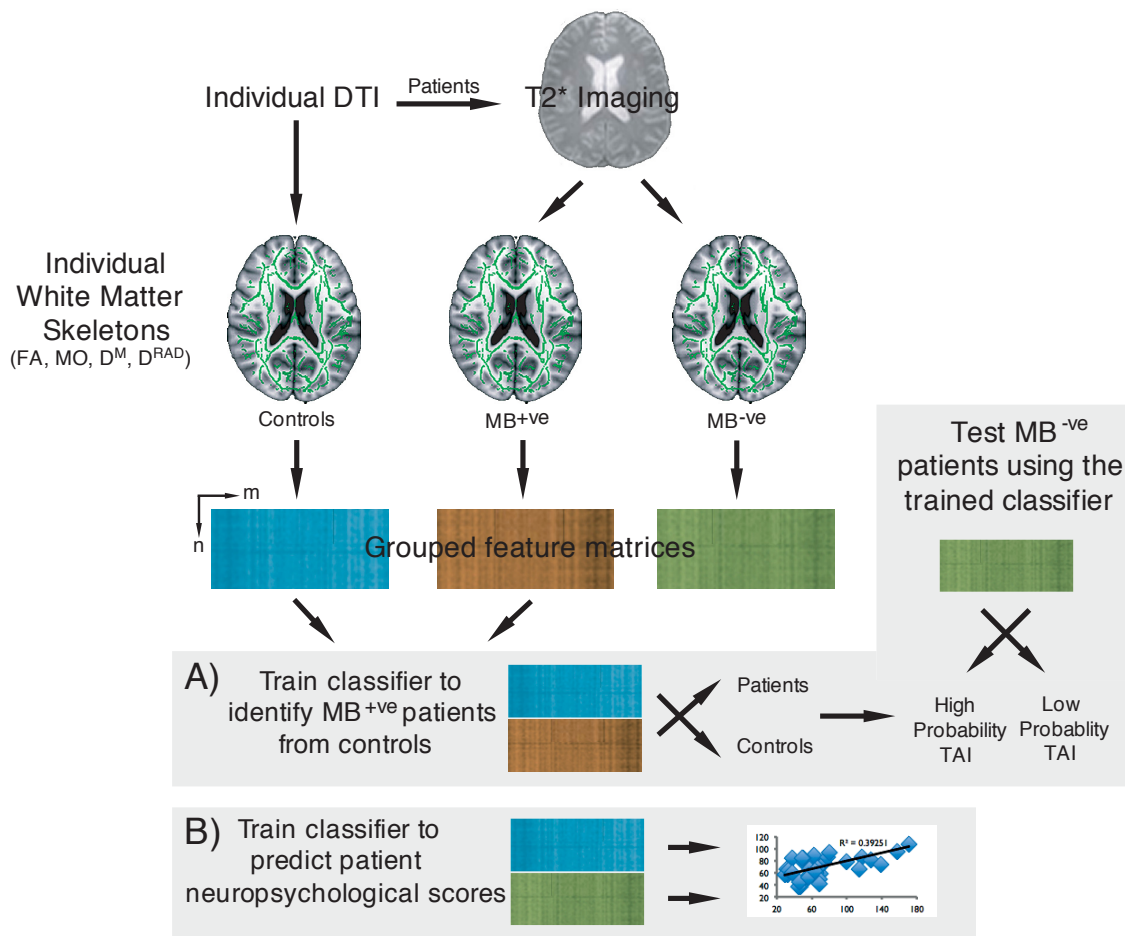 Individual DTI
Patients
T2* Imaging
Individual
White Matter
Skeletons
(FA, MO, D^M, D^RAD)
Controls
MB+ve
MB-ve
m
n
Grouped feature matrices
Test MB-ve
patients using the
trained classifier
A)
Train classifier to
identify MB+ve patients
from controls
Patients
Controls
High
Probability
TAI
Low
Probablity
TAI
B)
Train classifier to
predict patient
neuropsychological scores
120
100
80
60
40
20
R² = 0.39251
20 60 100 140 180